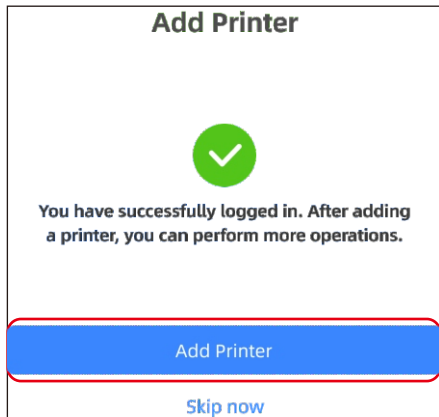 Add Printer
You have successfully logged in. After adding
a printer, you can perform more operations.
Add Printer
Skip now